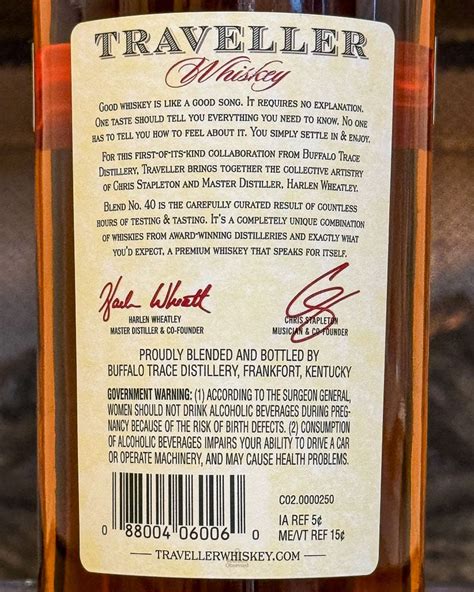 TRAVELLER
Whiskey
GOOD WHISKEY IS LIKE A GOOD SONG. IT REQUIRES NO EXPLANATION.
ONE TASTE SHOULD TELL YOU EVERYTHING YOU NEED TO KNOW. NO ONE
HAS TO TELL YOU HOW TO FEEL ABOUT IT. YOU SIMPLY SETTLE IN & ENJOY.
FOR THIS FIRST-OF-ITS-KIND COLLABORATION FROM BUFFALO TRACE
DISTILLERY, TRAVELLER BRINGS TOGETHER THE COLLECTIVE ARTISTRY
OF CHRIS STAPLETON AND MASTER DISTILLER, HARLEN WHEATLEY.
BLEND NO. 40 IS THE CAREFULLY CURATED RESULT OF COUNTLESS
HOURS OF TESTING & TASTING. IT'S A COMPLETELY UNIQUE COMBINATION
OF WHISKIES FROM AWARD-WINNING DISTILLERIES AND EXACTLY WHAT
YOU'D EXPECT, A PREMIUM WHISKEY THAT SPEAKS FOR ITSELF.
HARLEN WHEATLEY
MASTER DISTILLER & CO-FOUNDER
CHRIS STAPLETON
MUSICIAN & CO-FOUNDER
PROUDLY BLENDED AND BOTTLED BY
BUFFALO TRACE DISTILLERY, FRANKFORT, KENTUCKY
GOVERNMENT WARNING: (1) ACCORDING TO THE SURGEON GENERAL,
WOMEN SHOULD NOT DRINK ALCOHOLIC BEVERAGES DURING PREG-
NANCY BECAUSE OF THE RISK OF BIRTH DEFECTS. (2) CONSUMPTION
OF ALCOHOLIC BEVERAGES IMPAIRS YOUR ABILITY TO DRIVE A CAR
OR OPERATE MACHINERY, AND MAY CAUSE HEALTH PROBLEMS.
0 88004 06006 0
C02.0000250
IA REF 5¢
ME/VT REF 15¢
TRAVELLERWHISKEY.COM